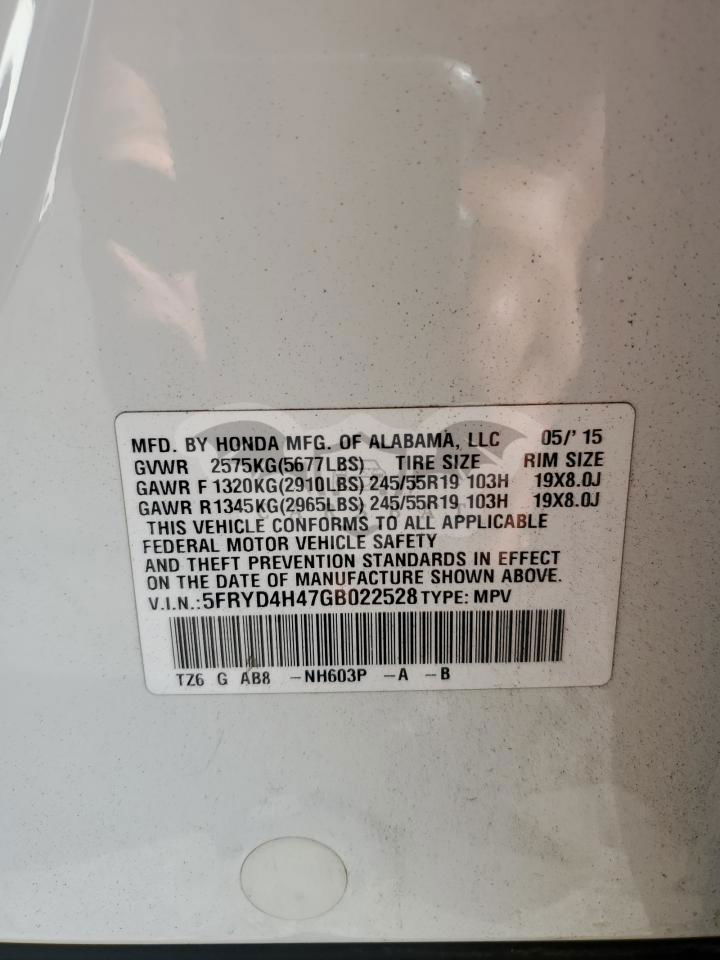 MFD. BY HONDA MFG. OF ALABAMA, LLC 05/' 15
GVWR 2575KG(5677LBS) TIRE SIZE RIM SIZE
GAWR F 1320KG(2910LBS) 245/55R19 103H 19X8.0J
GAWR R 1345KG(2965LBS) 245/55R19 103H 19X8.0J
THIS VEHICLE CONFORMS TO ALL APPLICABLE
FEDERAL MOTOR VEHICLE SAFETY
AND THEFT PREVENTION STANDARDS IN EFFECT
ON THE DATE OF MANUFACTURE SHOWN ABOVE.
V.I.N.:5FRYD4H47GB022528 TYPE: MPV
TZ6 G AB8 -NH603P -A -B